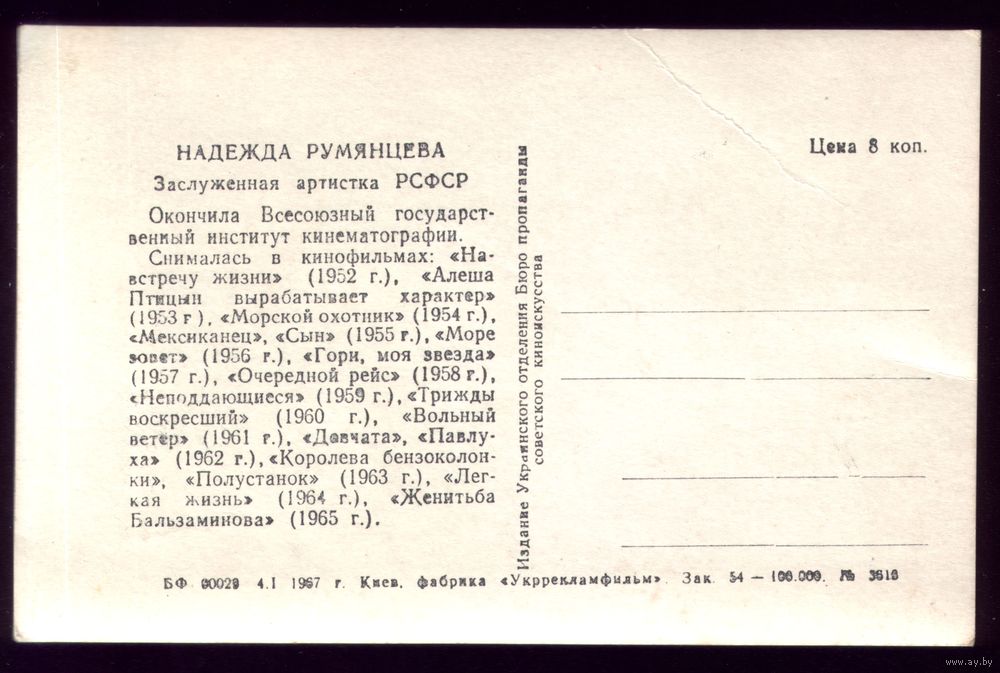 НАДЕЖДА РУМЯНЦЕВА
Заслуженная артистка РСФСР
Окончила Всесоюзный государст-
венный институт кинематографии.
Снималась в кинофильмах: «На-
встречу жизни» (1952 г.), «Алеша
Птицын вырабатывает характер»
(1953 г), «Морской охотник» (1954 г.),
«Мексиканец», «Сын» (1955 г.), «Море
зовет» (1956 г.), «Гори, моя звезда»
(1957 г.), «Очередной рейс» (1958 г.),
«Неподдающиеся» (1959 г.), «Трижды
воскресший» (1960 г.), «Вольный
ветер» (1961 г.), «Девчата», «Павлу-
ха» (1962 г.), «Королева бензоколон-
ки», «Полустанок» (1963 г.), «Лег-
кая жизнь» (1964 г.), «Женитьба
Бальзаминова» (1965 г.).
Издание Украинского отделения Бюро пропаганды
советского киноискусства
Цена 8 коп.
БФ 00029 4.I 1967 г. Киев. фабрика «Укррекламфильм». Зак. 54 — 100.000. №
www.ay.by